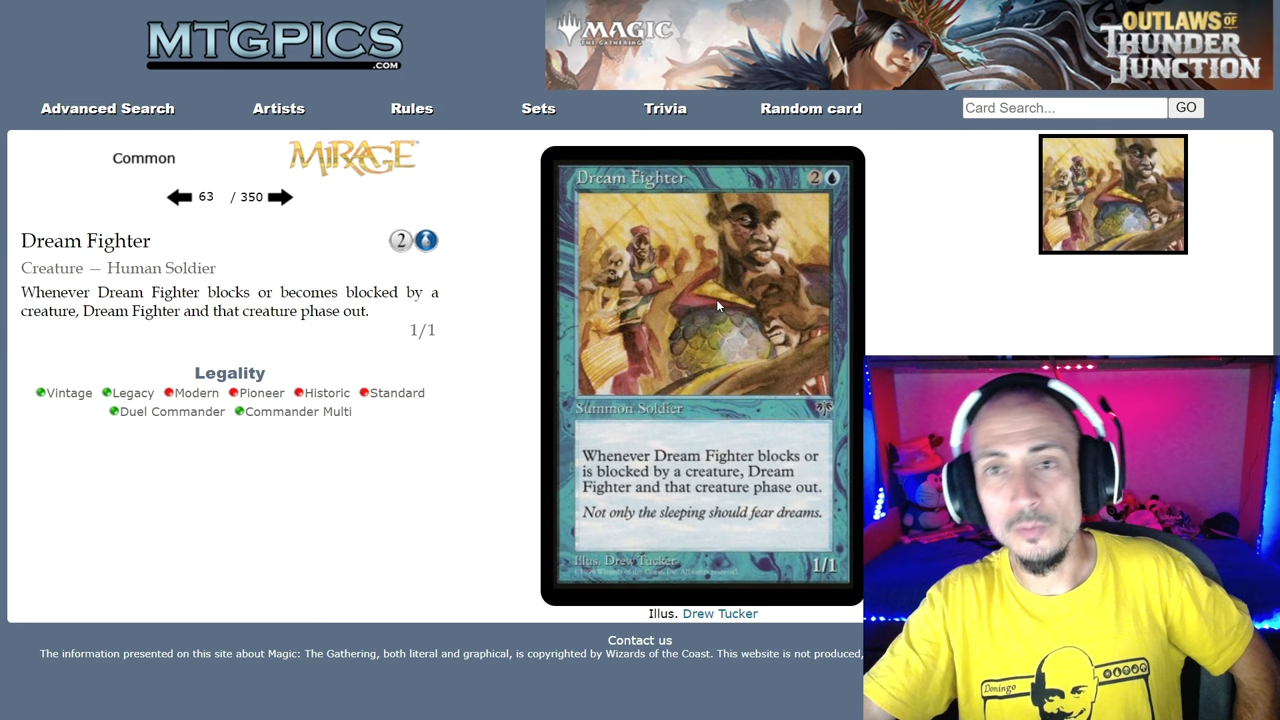 MTGPICS
.COM
MAGIC
THE GATHERING
OUTLAWS OF
THUNDER
JUNCTION
Advanced Search
Artists
Rules
Sets
Trivia
Random card
Card Search...
GO
Common
MIRAGE
63 / 350
Dream Fighter
2
Creature — Human Soldier
Whenever Dream Fighter blocks or becomes blocked by a
creature, Dream Fighter and that creature phase out.
1/1
Legality
Vintage Legacy Modern Pioneer Historic Standard
Duel Commander Commander Multi
Dream Fighter
2
Summon Soldier
Whenever Dream Fighter blocks or
is blocked by a creature, Dream
Fighter and that creature phase out.
Not only the sleeping should fear dreams.
Illus. Drew Tucker
1/1
Illus. Drew Tucker
Contact us
The information presented on this site about Magic: The Gathering, both literal and graphical, is copyrighted by Wizards of the Coast. This website is not produced,
Domingo